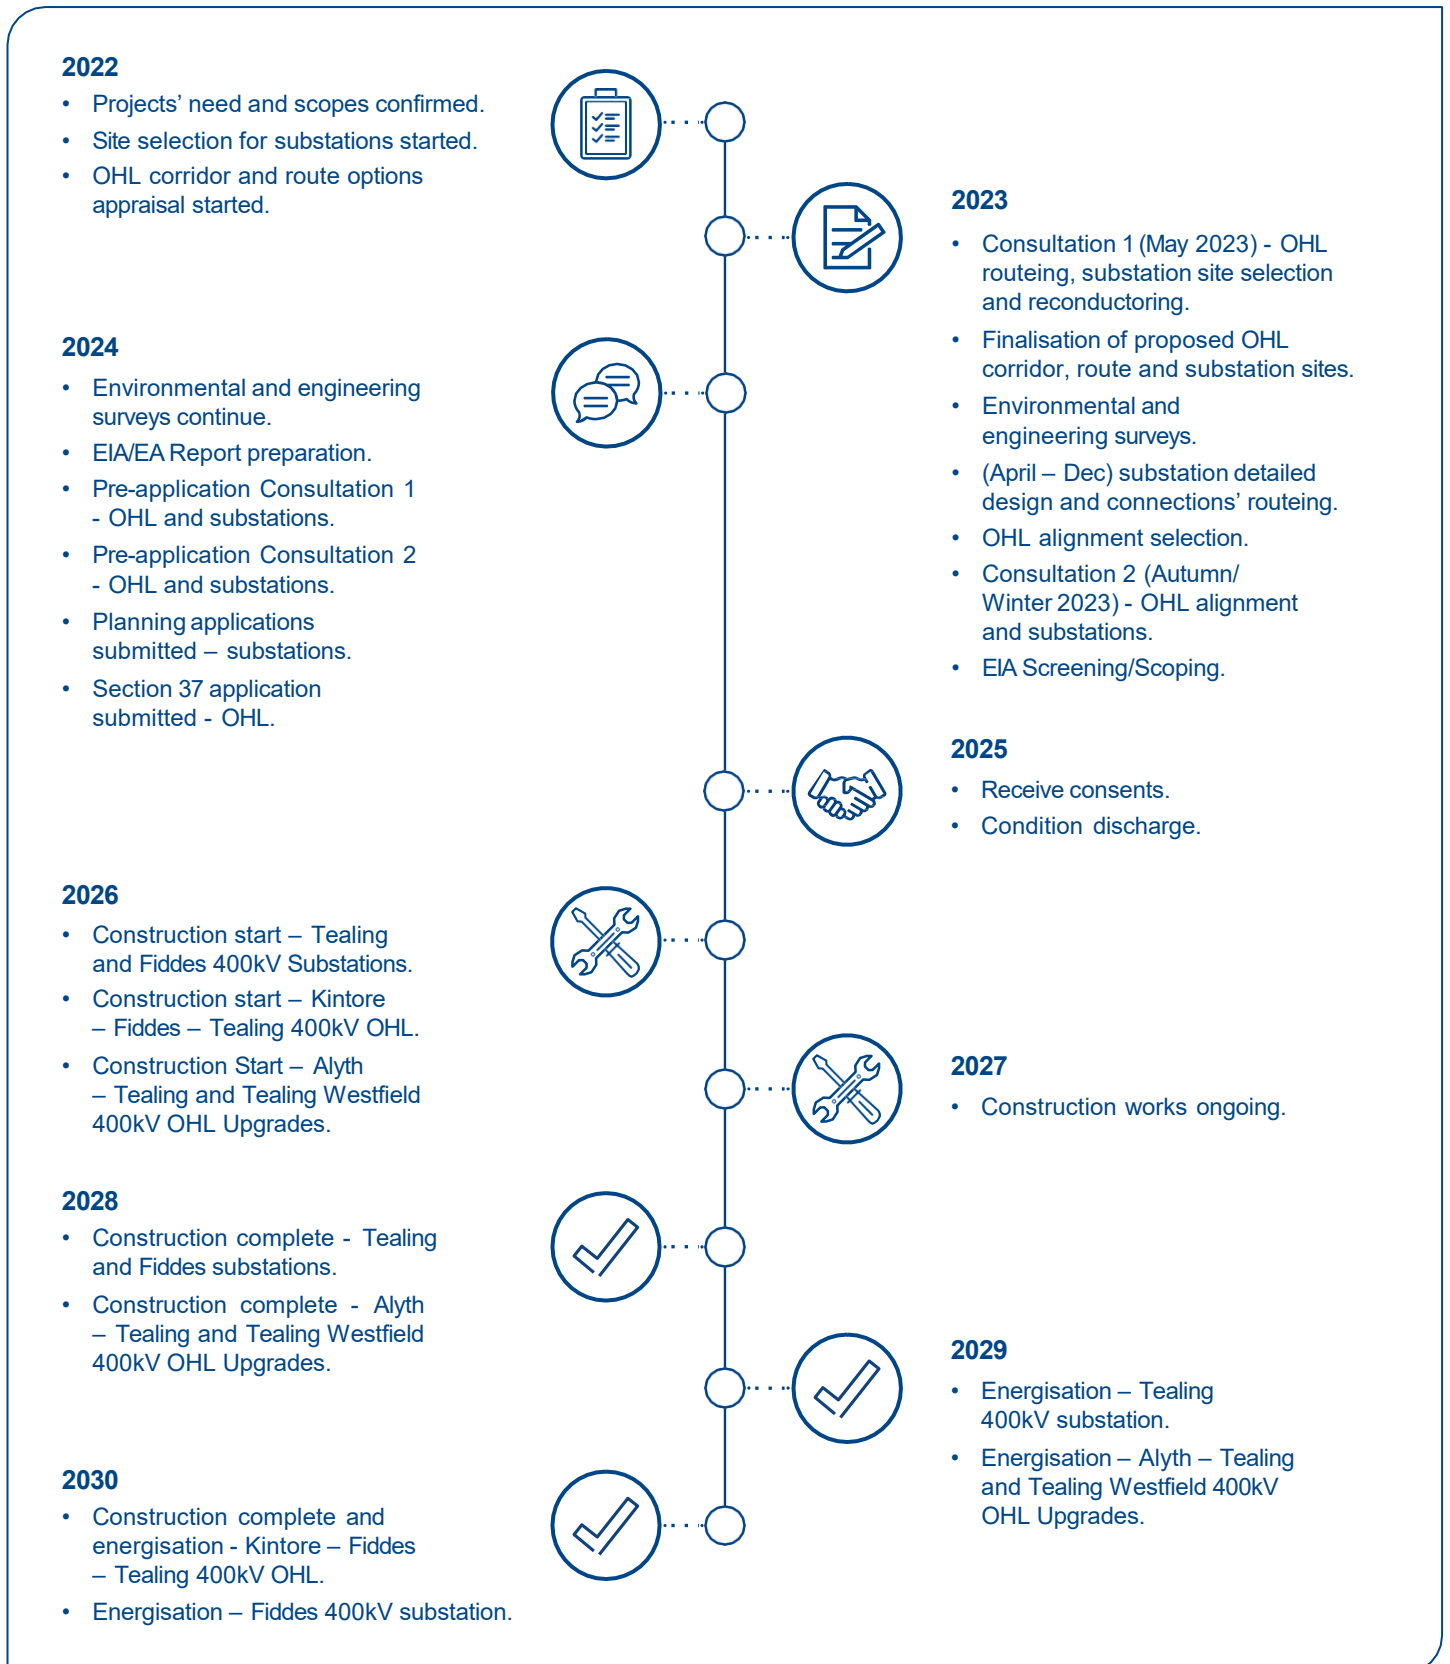 2022
• Projects’ need and scopes confirmed.
• Site selection for substations started.
• OHL corridor and route options
appraisal started.
2023
• Consultation 1 (May 2023) - OHL
routeing, substation site selection
and reconductoring.
• Finalisation of proposed OHL
corridor, route and substation sites.
• Environmental and
engineering surveys.
• (April – Dec) substation detailed
design and connections’ routeing.
• OHL alignment selection.
• Consultation 2 (Autumn/
Winter 2023) - OHL alignment
and substations.
• EIA Screening/Scoping.
2024
• Environmental and engineering
surveys continue.
• EIA/EA Report preparation.
• Pre-application Consultation 1
- OHL and substations.
• Pre-application Consultation 2
- OHL and substations.
• Planning applications
submitted – substations.
• Section 37 application
submitted - OHL.
2025
• Receive consents.
• Condition discharge.
2026
• Construction start – Tealing
and Fiddes 400kV Substations.
• Construction start – Kintore
– Fiddes – Tealing 400kV OHL.
• Construction Start – Alyth
– Tealing and Tealing Westfield
400kV OHL Upgrades.
2027
• Construction works ongoing.
2028
• Construction complete - Tealing
and Fiddes substations.
• Construction complete - Alyth
– Tealing and Tealing Westfield
400kV OHL Upgrades.
2029
• Energisation – Tealing
400kV substation.
• Energisation – Alyth – Tealing
and Tealing Westfield 400kV
OHL Upgrades.
2030
• Construction complete and
energisation - Kintore – Fiddes
– Tealing 400kV OHL.
• Energisation – Fiddes 400kV substation.